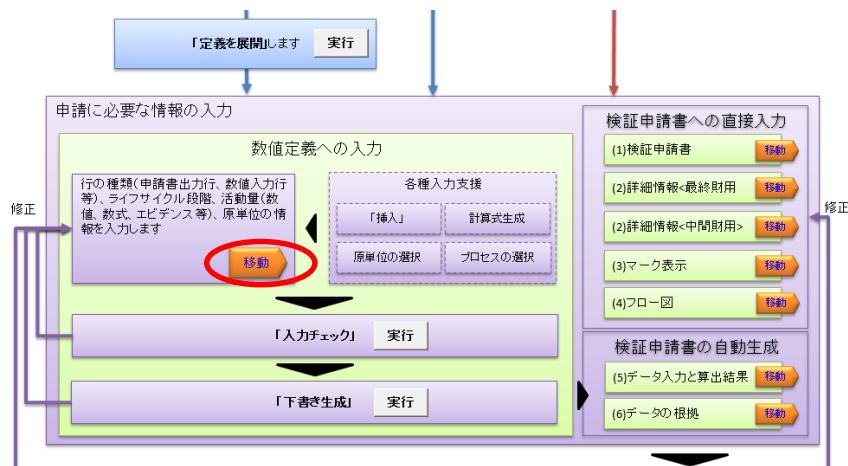 「定義を展開」します 実行
申請に必要な情報の入力
数値定義への入力
行の種類(申請書出力行、数値入力行
等)、ライフサイクル段階、活動量(数
値、数式、エビデンス等)、原単位の情
報を入力します
移動
各種入力支援
「挿入」 計算式生成
原単位の選択 プロセスの選択
修正
「入力チェック」 実行
「下書き生成」 実行
検証申請書への直接入力
(1)検証申請書 移動
(2)詳細情報<最終財用 移動
(2)詳細情報<中間財用> 移動
(3)マーク表示 移動
(4)フロー図 移動
修正
検証申請書の自動生成
(5)データ入力と算出結果 移動
(6)データの根拠 移動